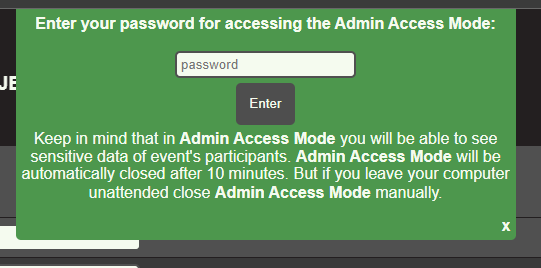 Enter your password for accessing the Admin Access Mode:
JE
password
Enter
Keep in mind that in Admin Access Mode you will be able to see
sensitive data of event's participants. Admin Access Mode will be
automatically closed after 10 minutes. But if you leave your computer
unattended close Admin Access Mode manually.
x